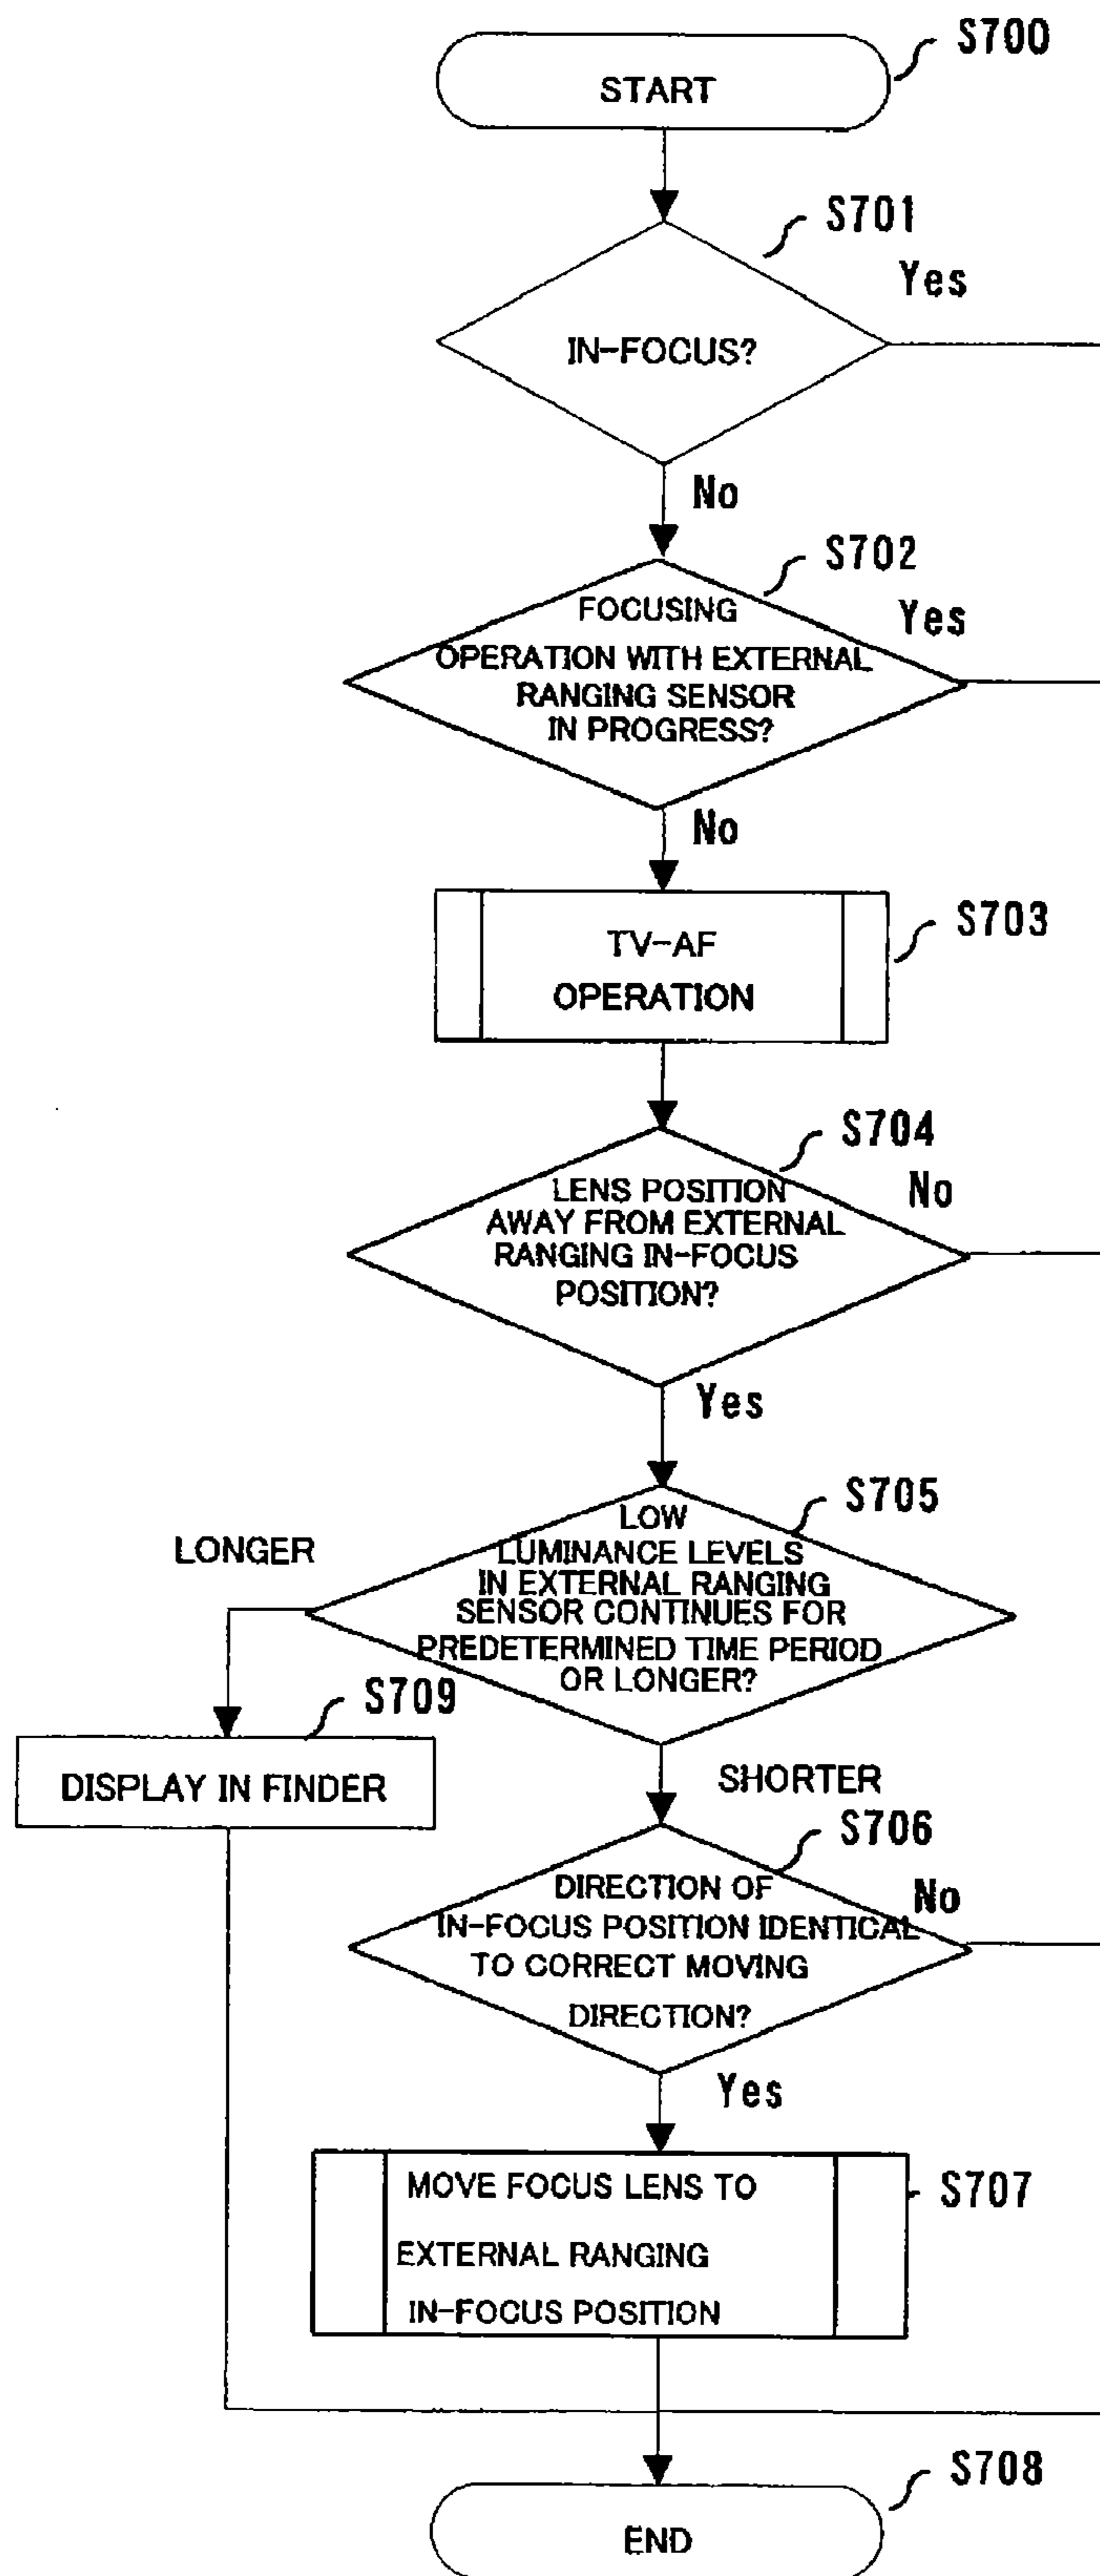 S700
START
S701
Yes
IN-FOCUS?
No
S702
Yes
FOCUSING
OPERATION WITH EXTERNAL
RANGING SENSOR
IN PROGRESS?
No
S703
TV-AF
OPERATION
S704
No
LENS POSITION
AWAY FROM EXTERNAL
RANGING IN-FOCUS
POSITION?
Yes
S705
LONGER
LOW
LUMINANCE LEVELS
IN EXTERNAL RANGING
SENSOR CONTINUES FOR
PREDETERMINED TIME PERIOD
OR LONGER?
S709
DISPLAY IN FINDER
SHORTER
S706
No
DIRECTION OF
IN-FOCUS POSITION IDENTICAL
TO CORRECT MOVING
DIRECTION?
Yes
S707
MOVE FOCUS LENS TO
EXTERNAL RANGING
IN-FOCUS POSITION
S708
END